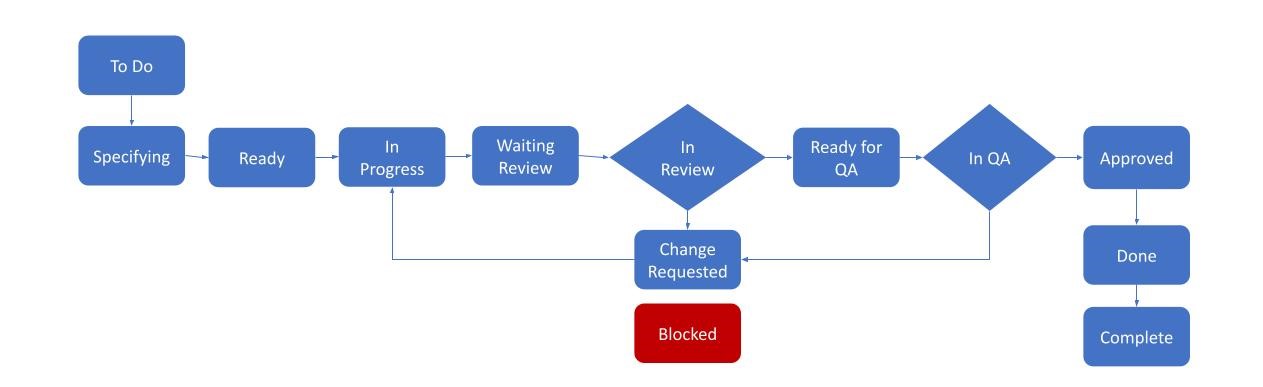 To Do
Specifying
Ready
In
Progress
Waiting
Review
In
Review
Ready for
QA
In QA
Approved
Change
Requested
Done
Blocked
Complete